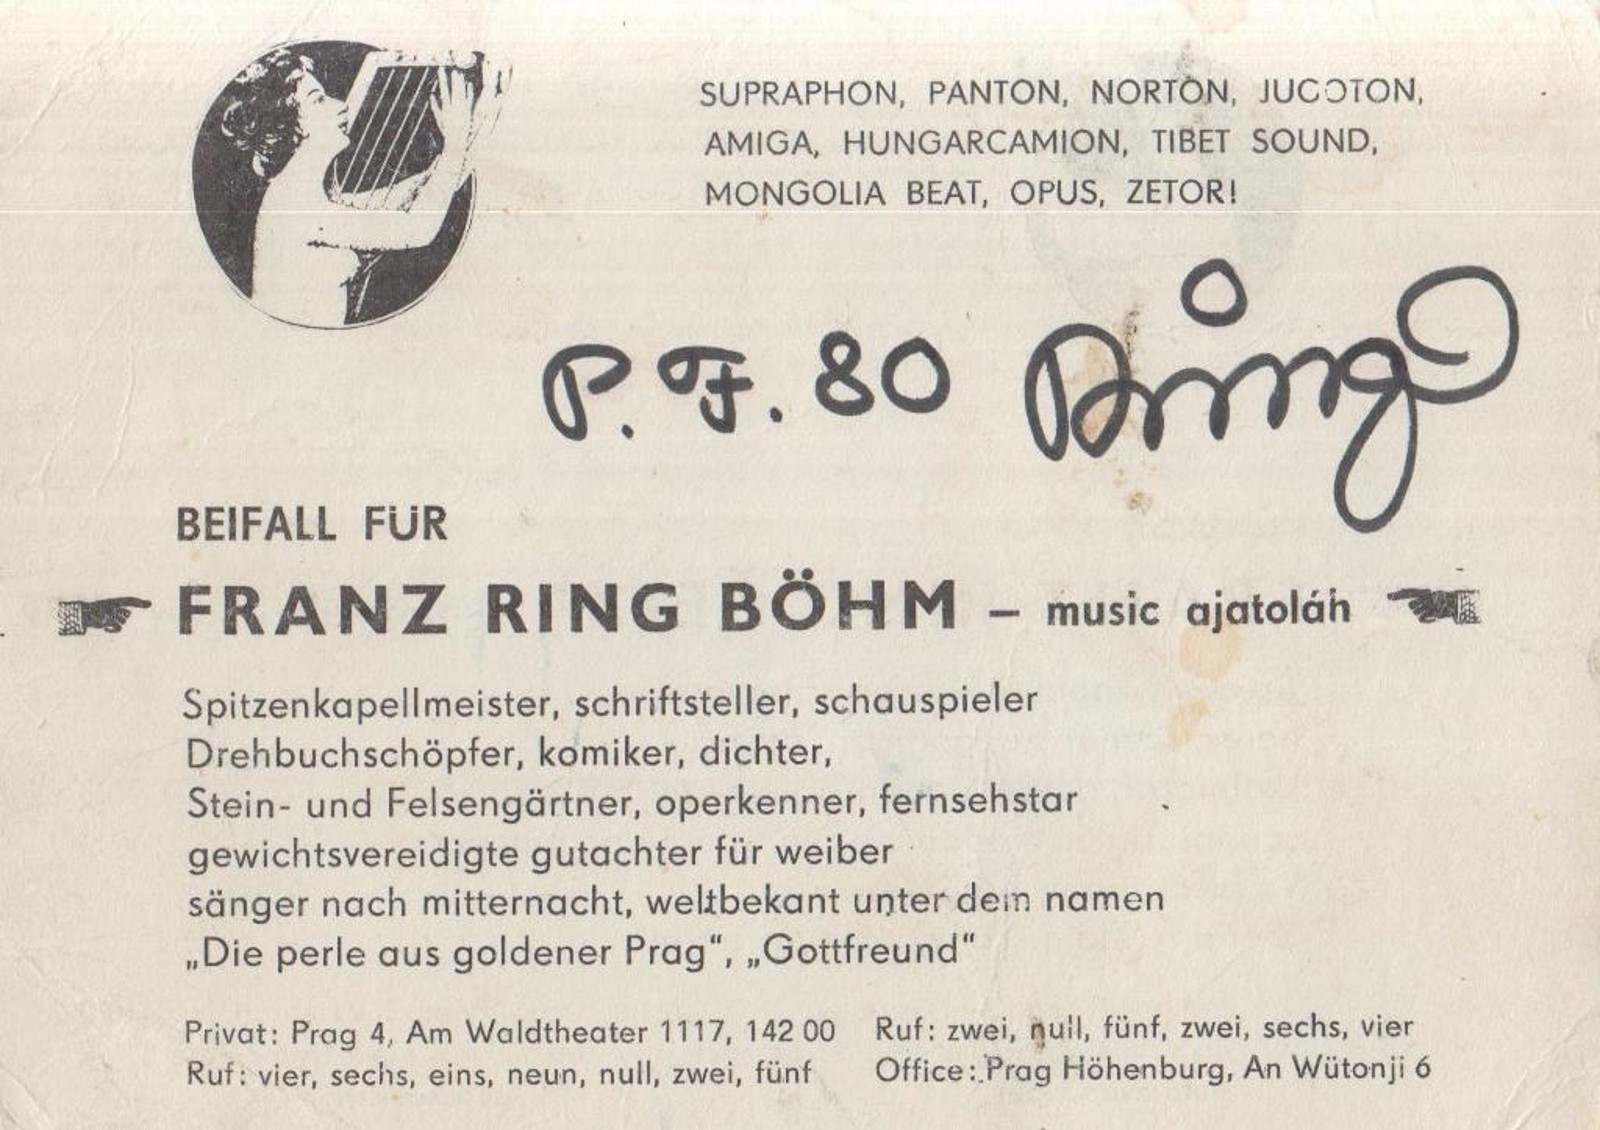 SUPRAPHON, PANTON, NORTON, JUGOTON,
AMIGA, HUNGARCAMION, TIBET SOUND,
MONGOLIA BEAT, OPUS, ZETOR!
P. F. 80 Ring
BEIFALL FÜR
FRANZ RING BÖHM – music ajatoláh
Spitzenkapellmeister, schriftsteller, schauspieler
Drehbuchschöpfer, komiker, dichter,
Stein- und Felsengärtner, operkenner, fernsehstar
gewichtsvereidigte gutachter für weiber
sänger nach mitternacht, weltbekant unter dem namen
„Die perle aus goldener Prag“, „Gottfreund“
Privat: Prag 4, Am Waldtheater 1117, 142 00
Ruf: vier, sechs, eins, neun, null, zwei, fünf
Ruf: zwei, null, fünf, zwei, sechs, vier
Office: Prag Höhenburg, An Wütonji 6